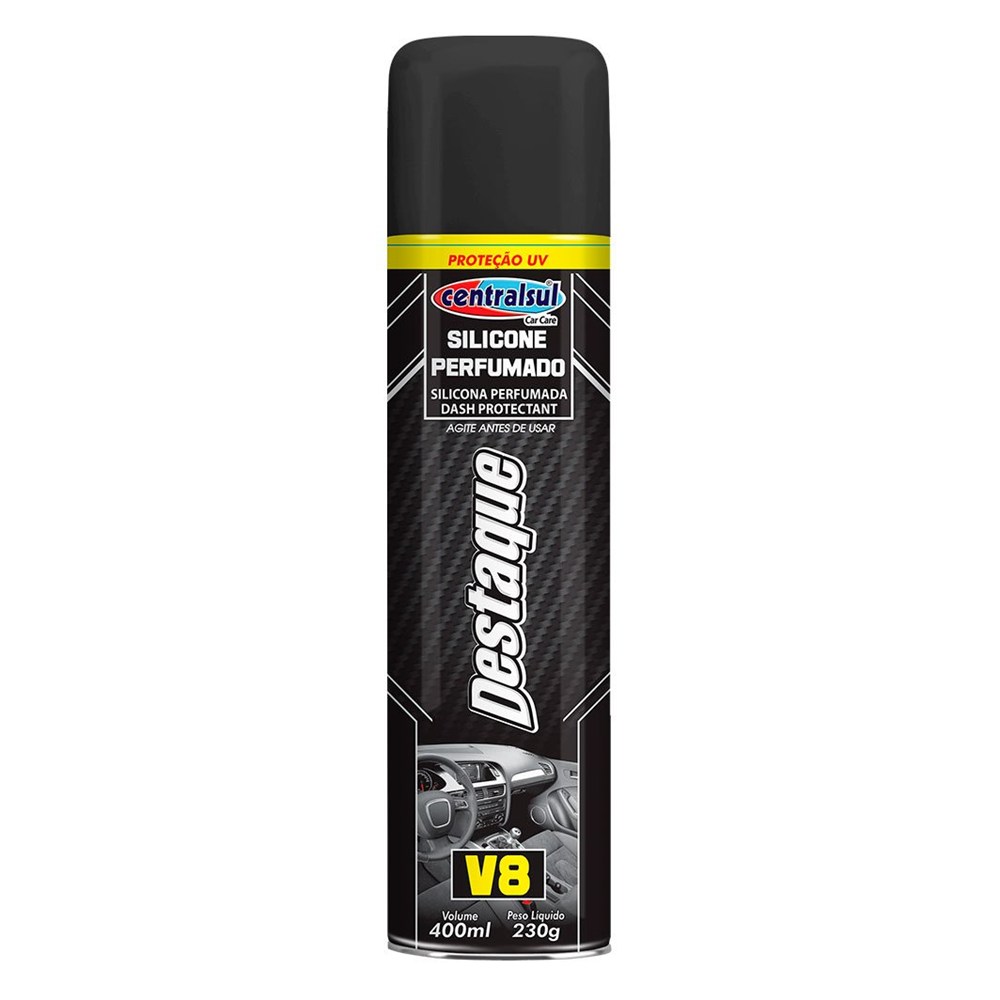 PROTEÇÃO UV
centralsul®
Car Care
SILICONE
PERFUMADO
SILICONA PERFUMADA
DASH PROTECTANT
AGITE ANTES DE USAR
Destaque
V8
Volume Peso Líquido
400ml 230g